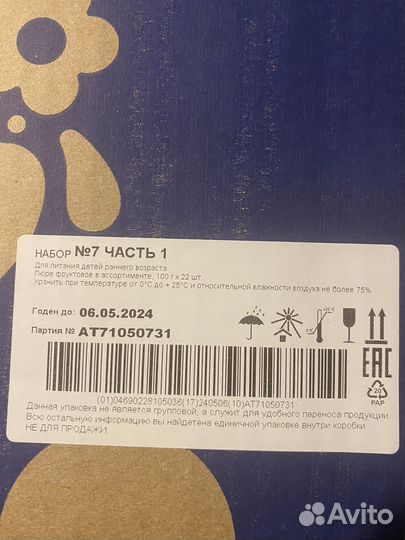 НАБОР №7 ЧАСТЬ 1
Для питания детей раннего возраста
Пюре фруктовое в ассортименте, 100 г х 22 шт.
Хранить при температуре от 0°С до + 25°С и относительной влажности воздуха не более 75%
Годен до: 06.05.2024
Партия № AT71050731
EAC
20
PAP
(01)04690228105036(17)240506(10)AT71050731
Данная упаковка не является групповой, а служит для удобного переноса продукции.
Всю остальную информацию вы найдете на единичной упаковке внутри коробки.
НЕ ДЛЯ ПРОДАЖИ.
Avito